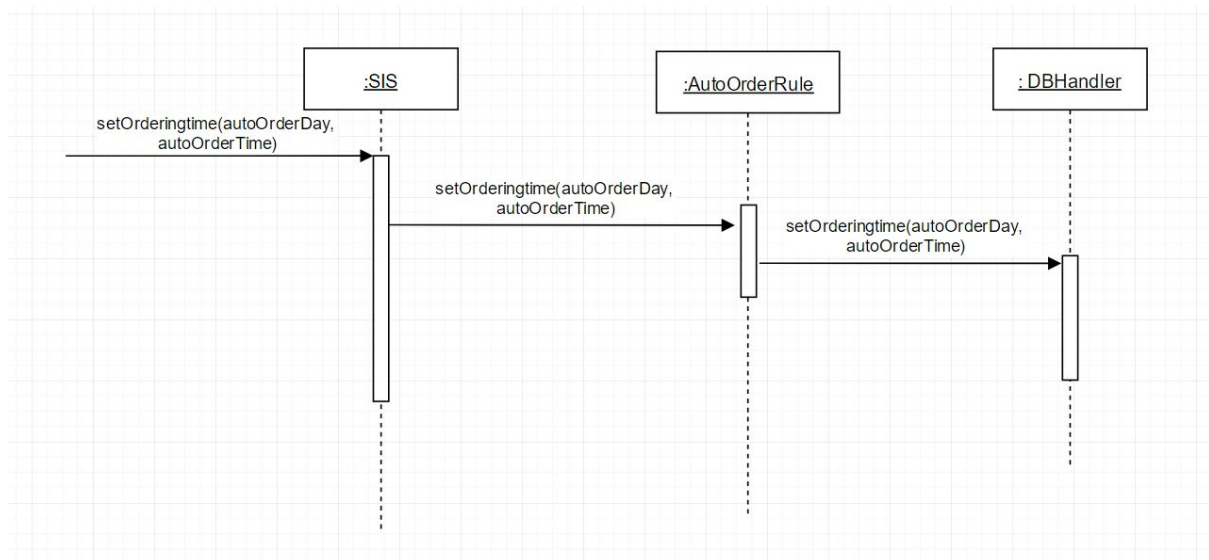 :SIS
:AutoOrderRule
: DBHandler
setOrderingtime(autoOrderDay,
autoOrderTime)
setOrderingtime(autoOrderDay,
autoOrderTime)
setOrderingtime(autoOrderDay,
autoOrderTime)